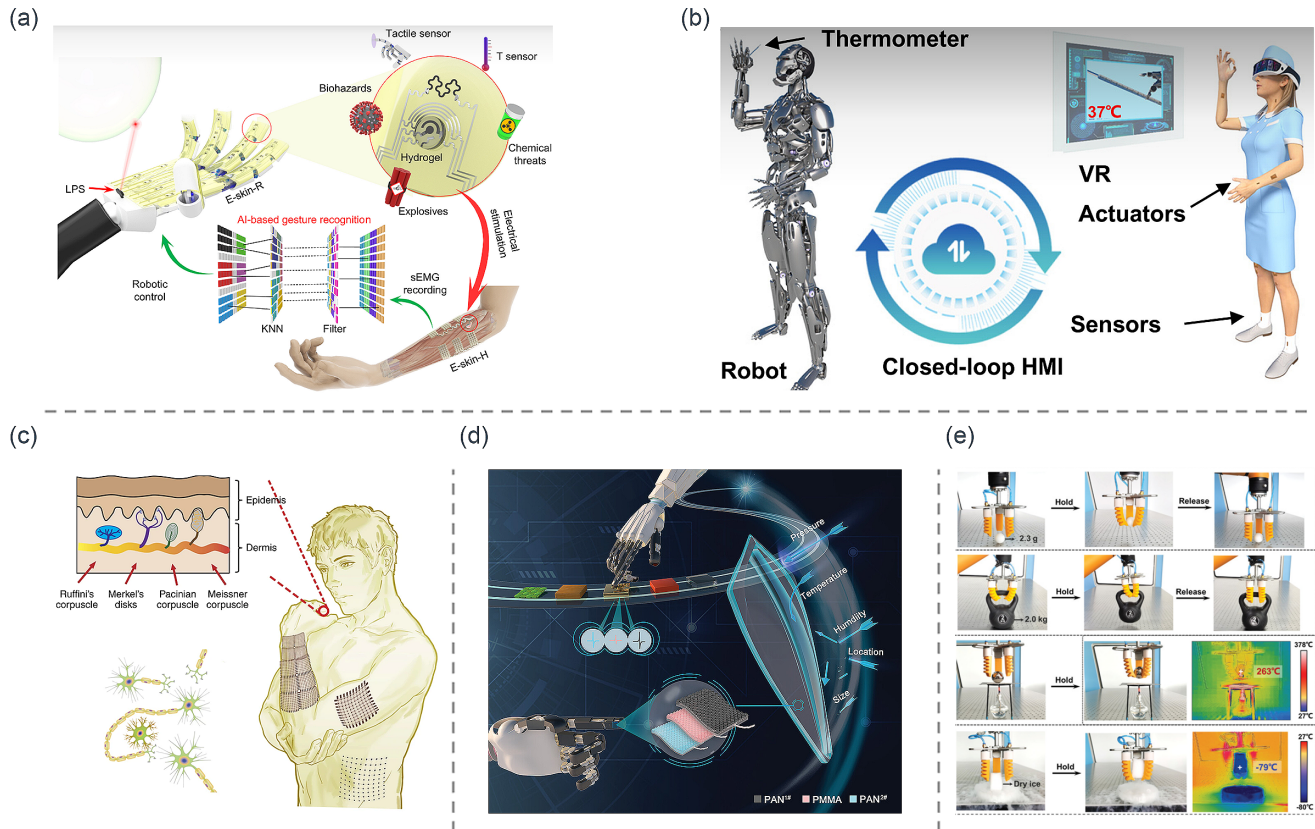 (a)
Tactile sensor
T sensor
Biohazards
Hydrogel
Chemical
threats
LPS
E-skin-R
Explosives
AI-based gesture recognition
Electrical
stimulation
sEMG
recording
Robotic
control
KNN
Filter
E-skin-H
(b)
Thermometer
37℃
VR
Actuators
Sensors
Robot
Closed-loop HMI
(c)
Epidemis
Dermis
Ruffini's
corpuscle
Merkel's
disks
Pacinian
corpuscle
Meissner
corpuscle
(d)
Pressure
Temperature
Humdity
Location
Size
PAN1#
PMMA
PAN2#
(e)
Hold
Release
2.3 g
Hold
Release
2.0 kg
Hold
378℃
263℃
27℃
Hold
Dry ice
27℃
-79℃
-80℃